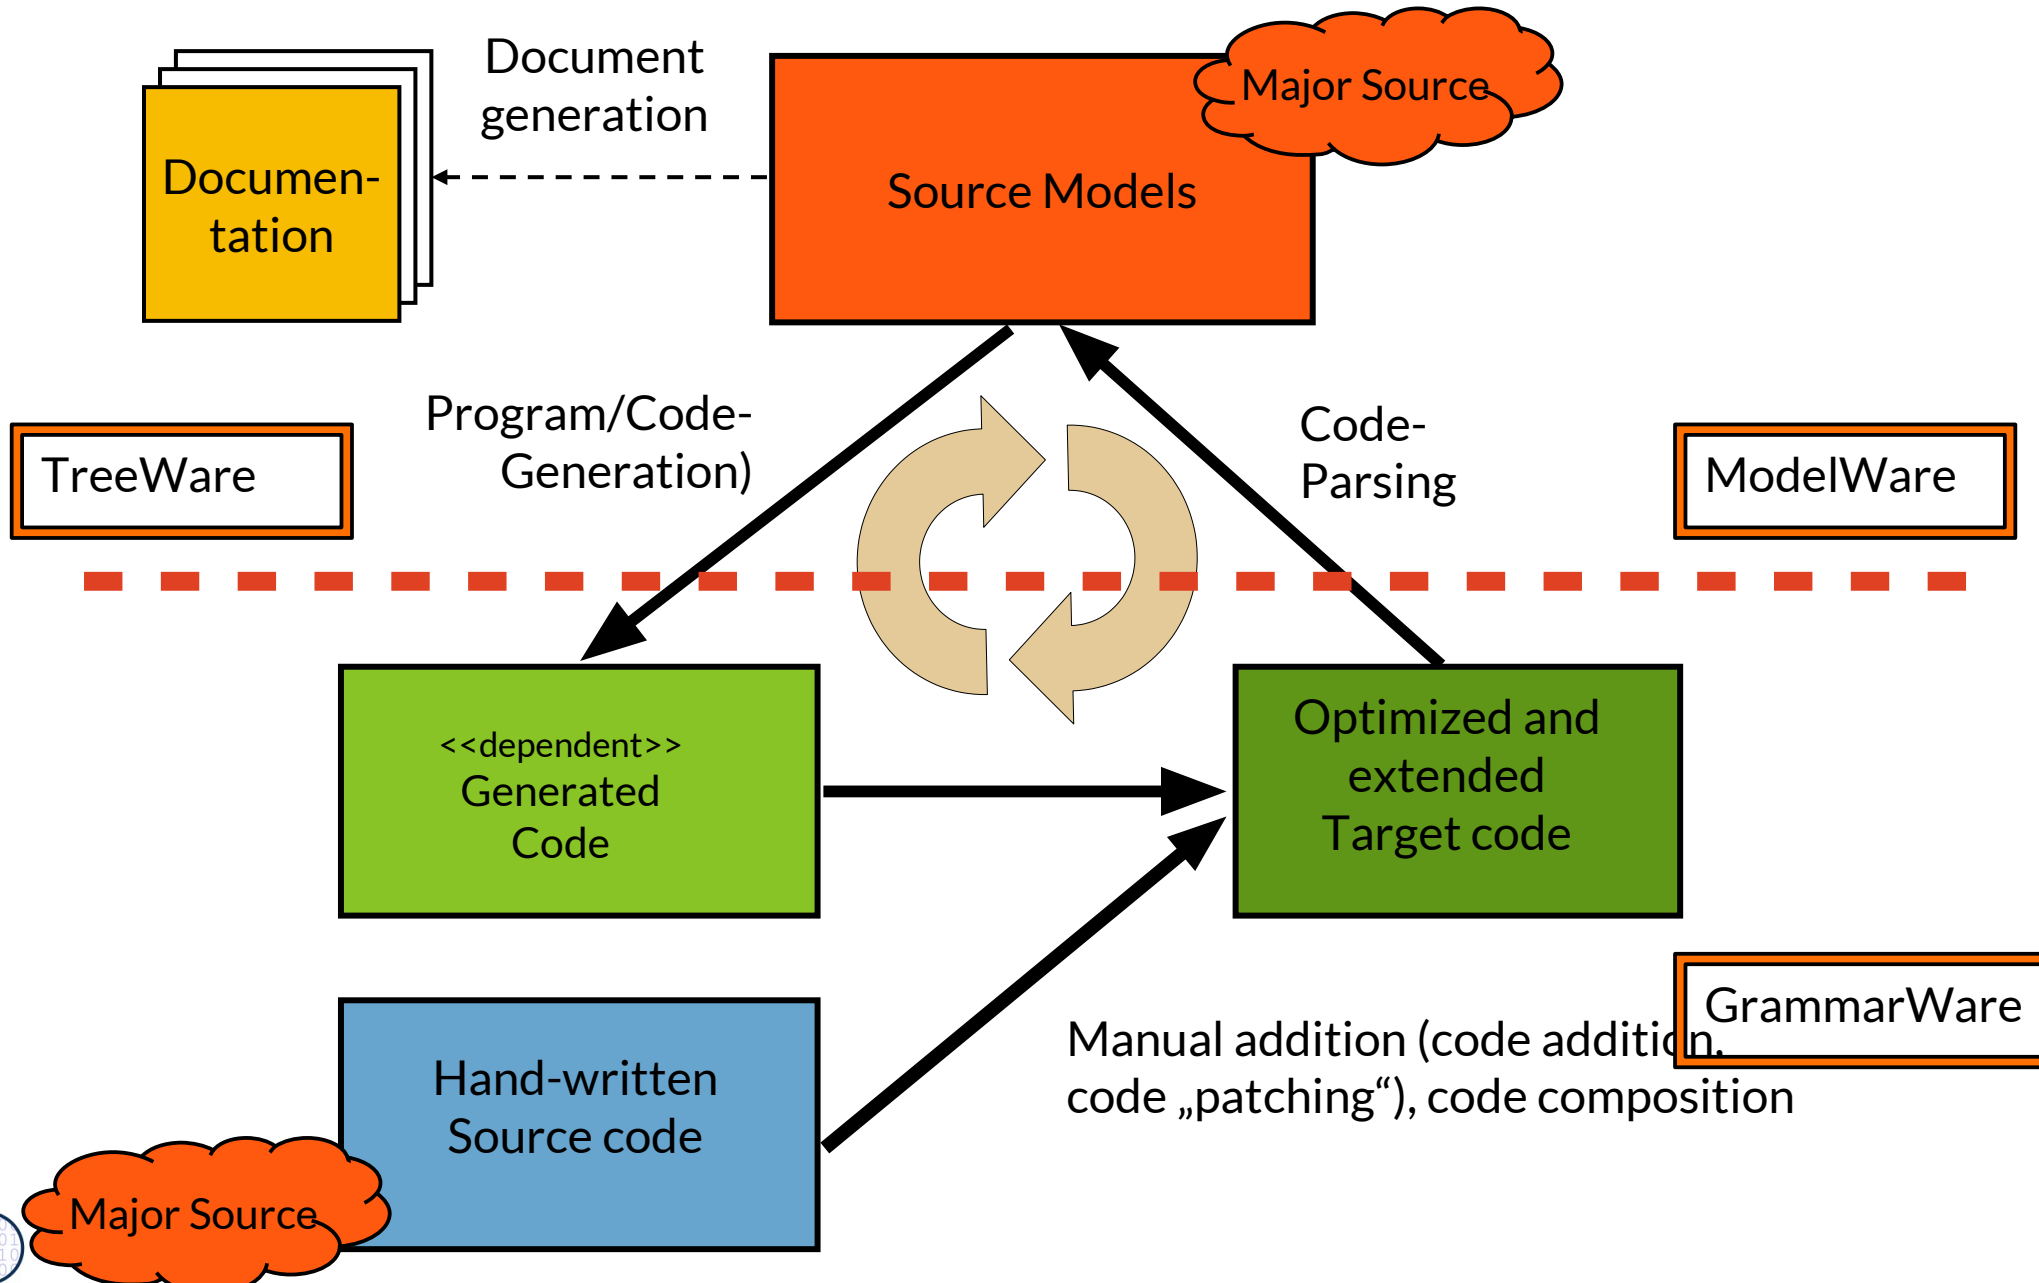 Document
generation
Major Source
Documen-
tation
Source Models
Program/Code-
Generation)
Code-
Parsing
TreeWare
ModelWare
<<dependent>>
Generated
Code
Optimized and
extended
Target code
GrammarWare
Manual addition (code addition,
code „patching“), code composition
Hand-written
Source code
Major Source